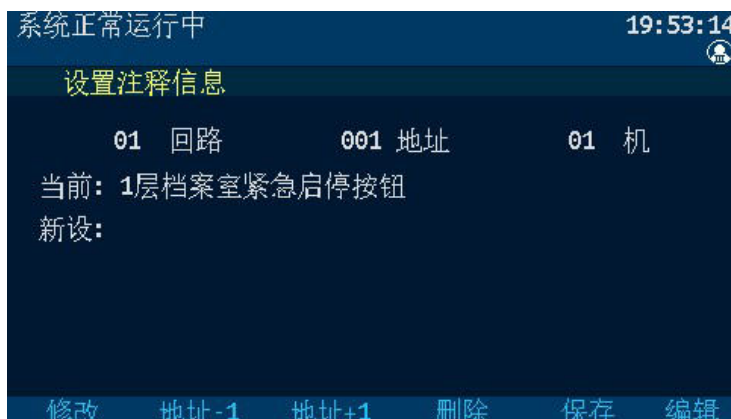 系统正常运行中 19:53:14
设置注释信息
01 回路 001 地址 01 机
当前: 1层档案室紧急启停按钮
新设:
修改 地址-1 地址+1 删除 保存 编辑